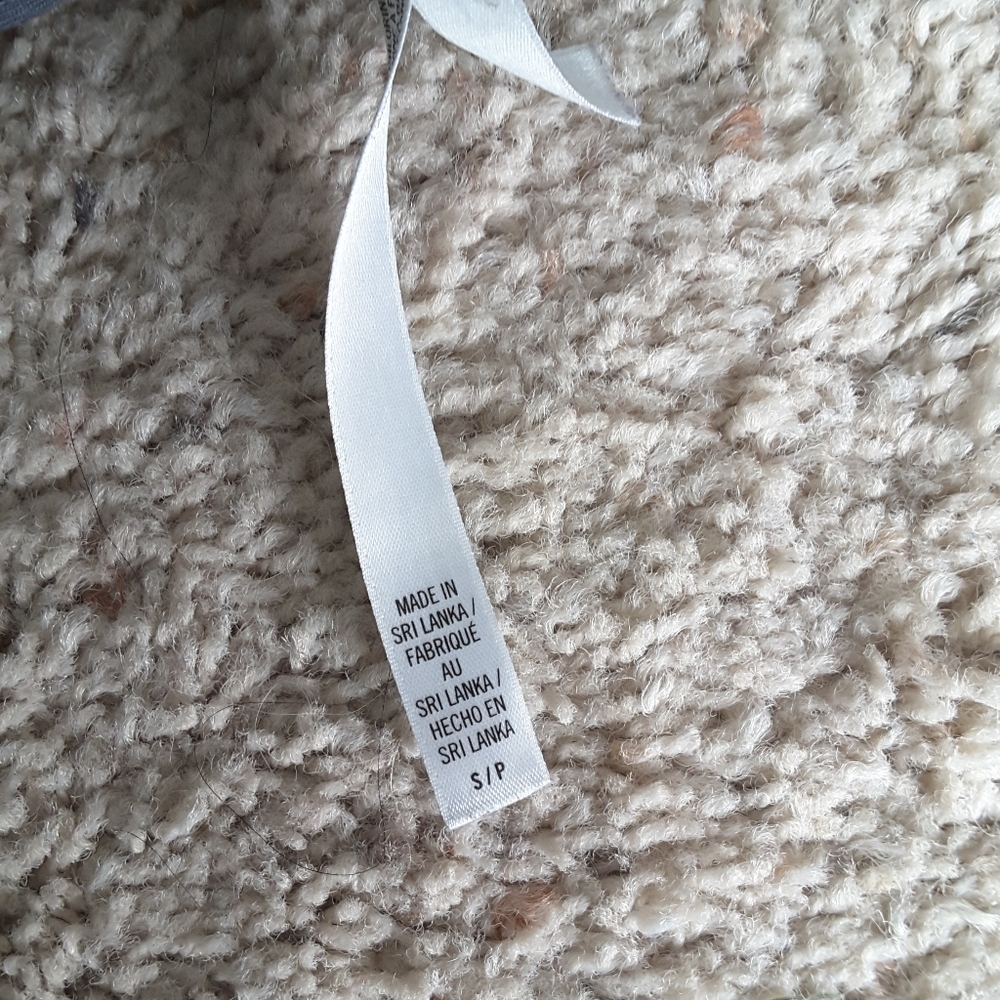 MADE IN
SRI LANKA /
FABRIQUÉ
AU
SRI LANKA /
HECHO EN
SRI LANKA
S / P